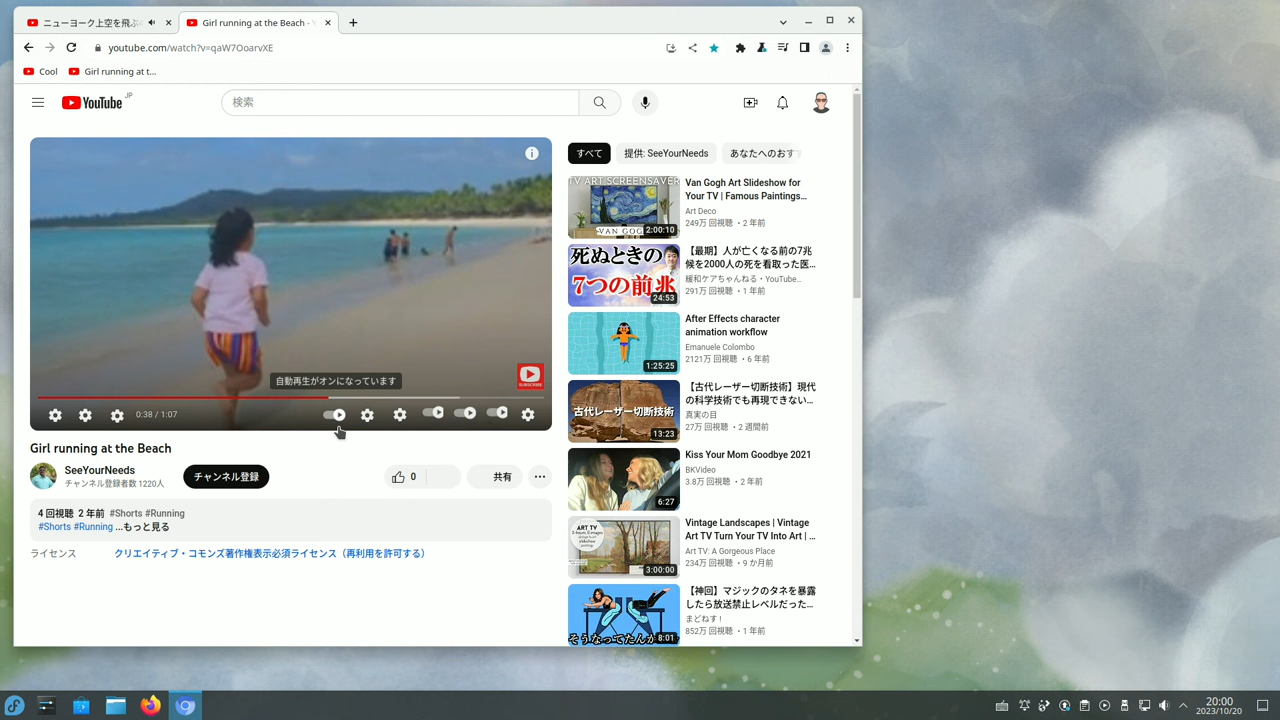 ニューヨーク上空を飛ぶ
Girl running at the Beach - Y
youtube.com/watch?v=qaW7OoarvXE
Cool
Girl running at t...
YouTube JP
検索
自動再生がオンになっています
SUBSCRIBE
0:38 / 1:07
Girl running at the Beach
SeeYourNeeds
チャンネル登録者数 1220人
チャンネル登録
0
共有
4 回視聴 2 年前 #Shorts #Running
#Shorts #Running ...もっと見る
ライセンス
クリエイティブ・コモンズ著作権表示必須ライセンス（再利用を許可する）
すべて
提供: SeeYourNeeds
あなたへのおす
TV ART SCREENSAVER
VAN GOG
2:00:10
Van Gogh Art Slideshow for
Your TV | Famous Paintings…
Art Deco
249万 回視聴・2 年前
死ぬときの
7つの前兆
24:53
【最期】人が亡くなる前の7兆
候を2000人の死を看取った医…
緩和ケアちゃんねる・YouTube…
291万 回視聴・1 年前
1:25:25
After Effects character
animation workflow
Emanuele Colombo
2121万 回視聴・6 年前
古代レーザー切断技術
13:23
【古代レーザー切断技術】現代
の科学技術でも再現できない…
真実の目
27万 回視聴・2 週間前
6:27
Kiss Your Mom Goodbye 2021
BKVideo
3.8万 回視聴・2 年前
ART TV
3:00:00
Vintage Landscapes | Vintage
Art TV Turn Your TV Into Art | …
Art TV: A Gorgeous Place
234万 回視聴・9 か月前
そうなってたんか
8:01
【神回】マジックのタネを暴露
したら放送禁止レベルだった…
まどねす !
852万 回視聴・1 年前
20:00
2023/10/20